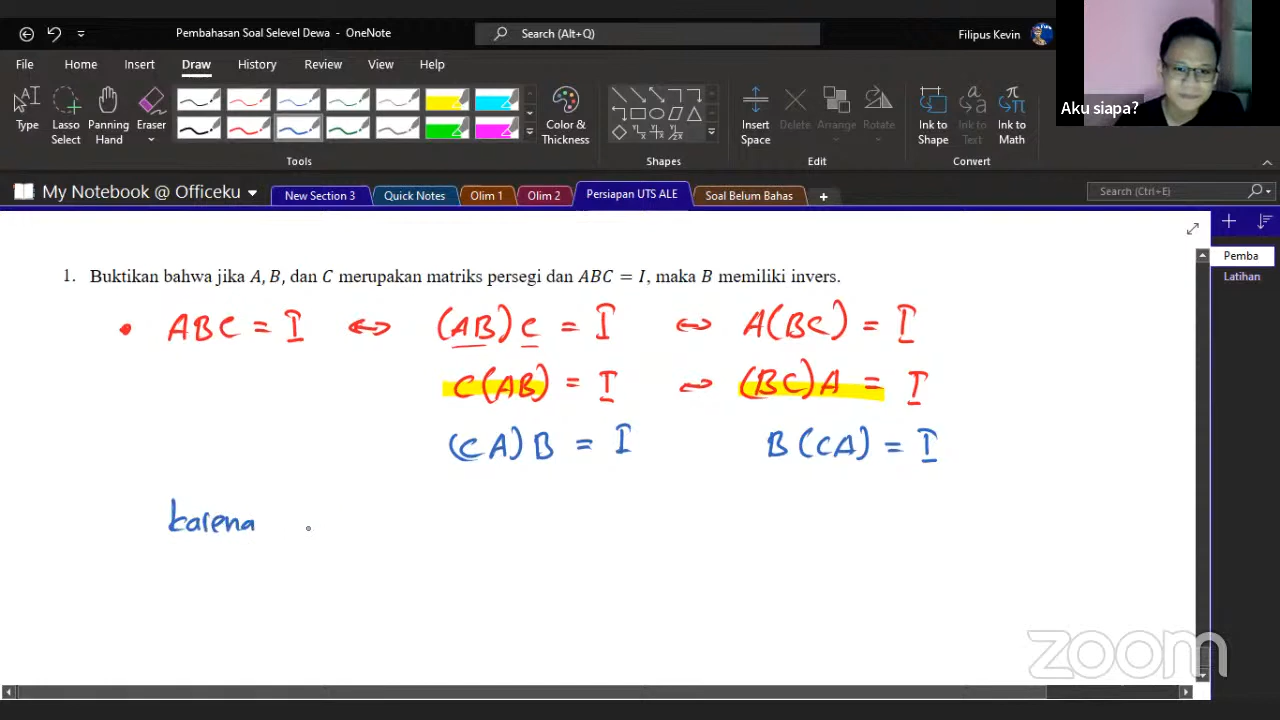 Pembahasan Soal Selevel Dewa - OneNote
Search (Alt+Q)
Filipus Kevin
File Home Insert Draw History Review View Help
Aku siapa?
Type
Lasso Select
Panning Hand
Eraser
Color & Thickness
Insert Space
Delete
Arrange
Rotate
Ink to Shape
Ink to Text
Ink to Math
Tools
Shapes
Edit
Convert
My Notebook @ Officeku
New Section 3
Quick Notes
Olim 1
Olim 2
Persiapan UTS ALE
Soal Belum Bahas
Search (Ctrl+E)
Pemba
Latihan
1. Buktikan bahwa jika A, B, dan C merupakan matriks persegi dan ABC = I, maka B memiliki invers.
• ABC = I ↔ (AB)C = I ↔ A(BC) = I
C(AB) = I ↔ (BC)A = I
(CA)B = I B(CA) = I
karena
zoom